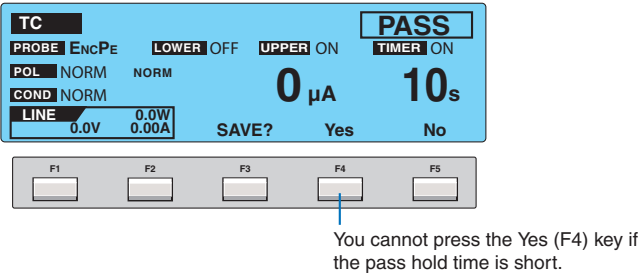 TC PASS
PROBE ENCPE LOWER OFF UPPER ON TIMER ON
POL NORM NORM
COND NORM 0 µA 10s
LINE 0.0W
0.0V 0.00A SAVE? Yes No
F1 F2 F3 F4 F5
You cannot press the Yes (F4) key if
the pass hold time is short.